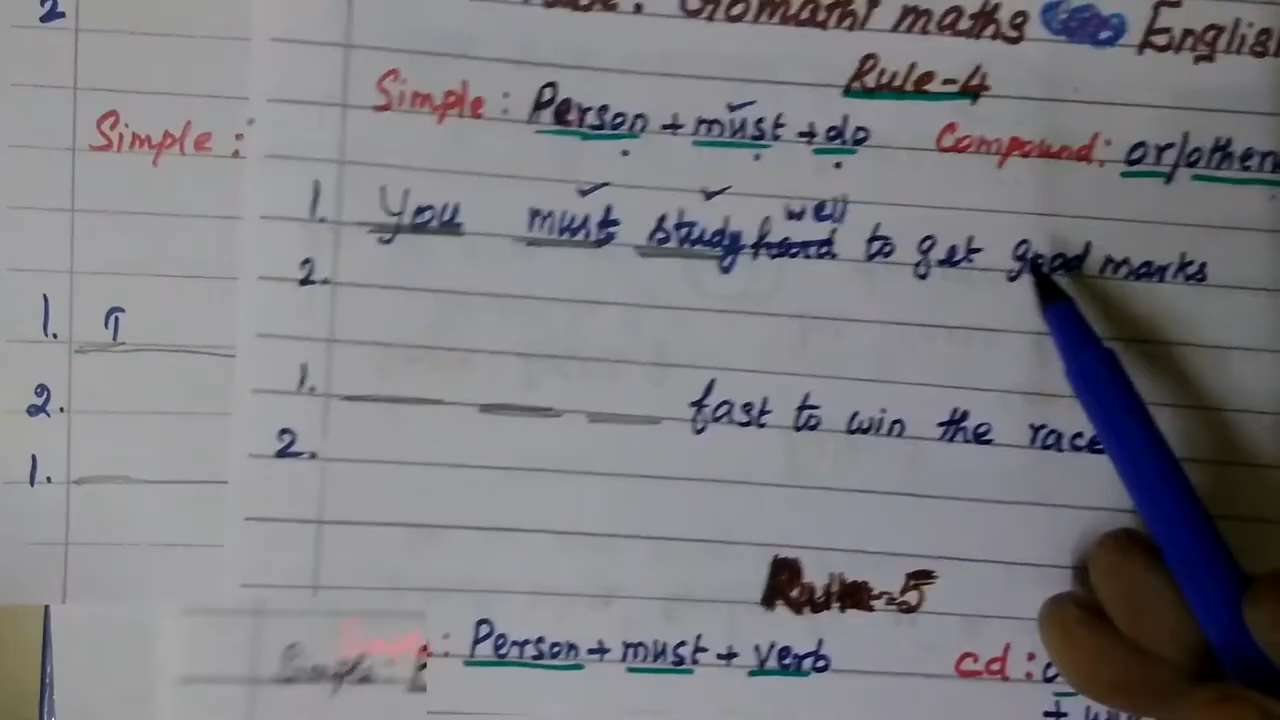 2
Gomathi maths English
Rule-4
Simple: Person + must + do Compound: or/other
Simple:
1. You must study well to get good marks
2.
1. I
1. fast to win the race
2.
2.
1.
Rule-5
: Person + must + verb cd: